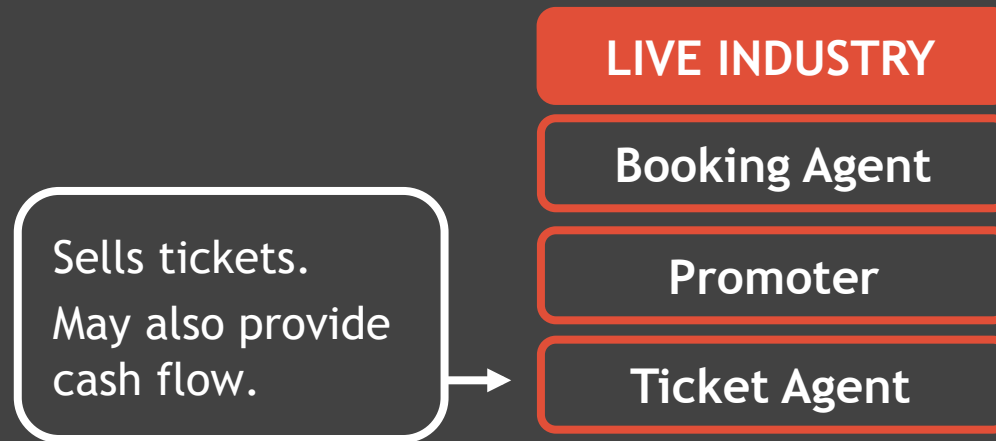 LIVE INDUSTRY
Booking Agent
Promoter
Sells tickets.
May also provide
cash flow.
Ticket Agent